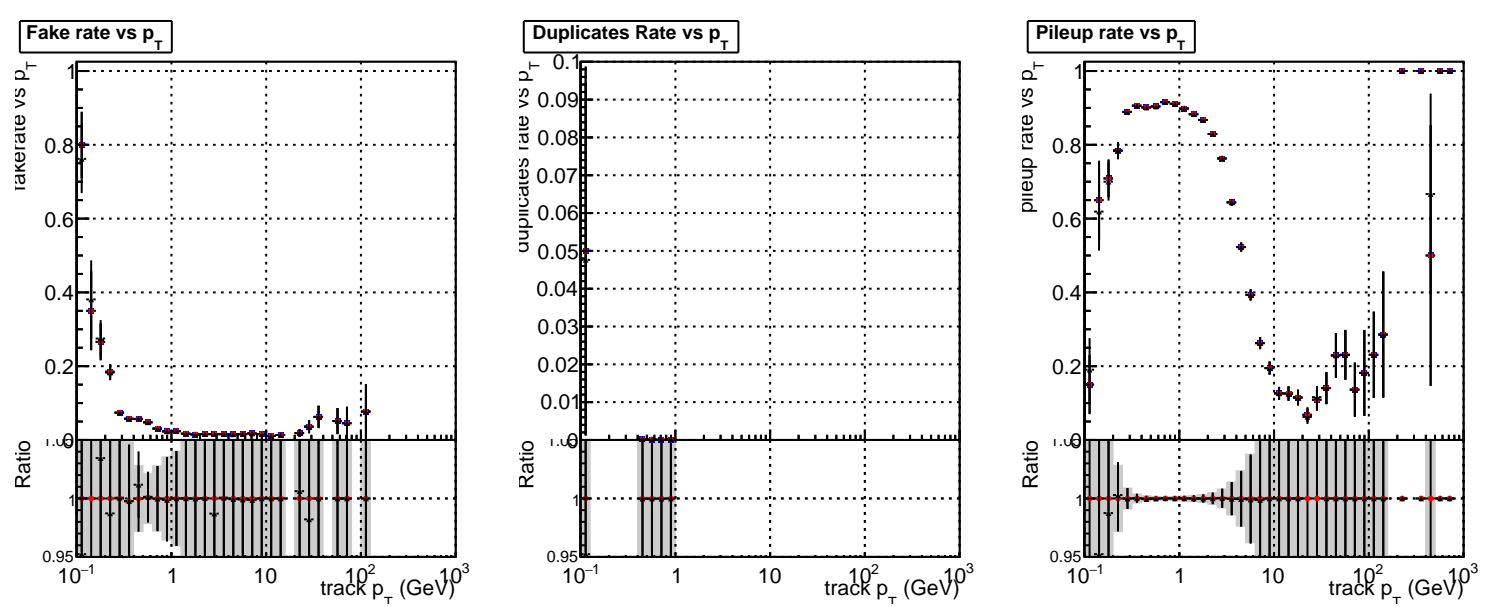 Fake rate vs p_T
fakerate vs p_T
1
0.8
0.6
0.4
0.2
0
Ratio
1
0.95
10^−1 1 10 10^2 10^3
track p_T (GeV)
Duplicates Rate vs p_T
duplicates rate vs p_T
0.1
0.09
0.08
0.07
0.06
0.05
0.04
0.03
0.02
0.01
0
Ratio
1
0.95
10^−1 1 10 10^2 10^3
track p_T (GeV)
Pileup rate vs p_T
pileup rate vs p_T
1
0.8
0.6
0.4
0.2
0
Ratio
1
0.95
10^−1 1 10 10^2 10^3
track p_T (GeV)